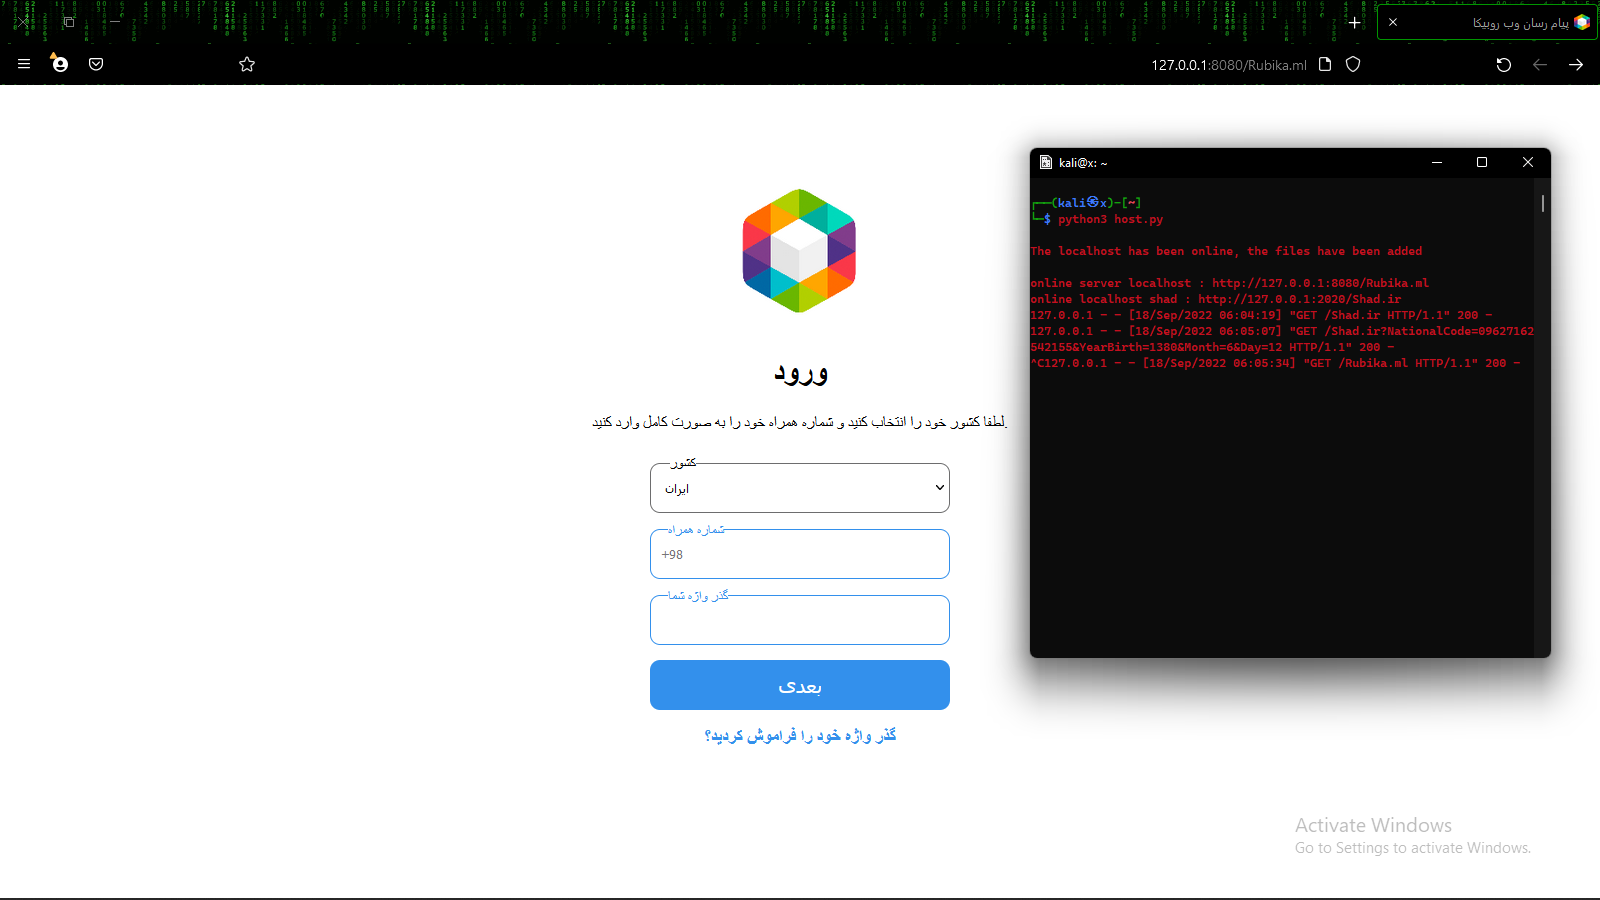 پیام رسان وب روبیکا
127.0.0.1:8080/Rubika.ml
ورود
لطفا کشور خود را انتخاب کنید و شماره همراه خود را به صورت کامل وارد کنید.
کشور
ایران
شماره همراه
+98
گذر واژه شما
بعدی
گذر واژه خود را فراموش کردید؟
kali@x: ~
┌──(kali㉿x)-[~]
└─$ python3 host.py
The localhost has been online, the files have been added
online server localhost : http://127.0.0.1:8080/Rubika.ml
online localhost shad : http://127.0.0.1:2020/Shad.ir
127.0.0.1 - - [18/Sep/2022 06:04:19] "GET /Shad.ir HTTP/1.1" 200 -
127.0.0.1 - - [18/Sep/2022 06:05:07] "GET /Shad.ir?NationalCode=09627162
542155&YearBirth=1380&Month=6&Day=12 HTTP/1.1" 200 -
^C127.0.0.1 - - [18/Sep/2022 06:05:34] "GET /Rubika.ml HTTP/1.1" 200 -
Activate Windows
Go to Settings to activate Windows.